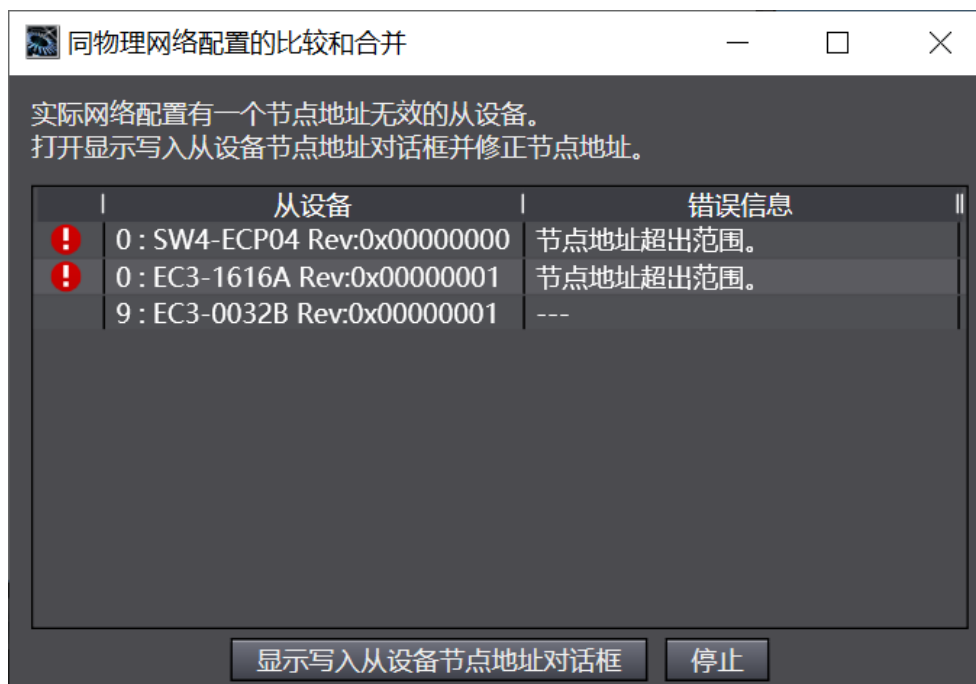 同物理网络配置的比较和合并
实际网络配置有一个节点地址无效的从设备。
打开显示写入从设备节点地址对话框并修正节点地址。
从设备 错误信息
0 : SW4-ECP04 Rev:0x00000000 节点地址超出范围。
0 : EC3-1616A Rev:0x00000001 节点地址超出范围。
9 : EC3-0032B Rev:0x00000001 ---
显示写入从设备节点地址对话框 停止